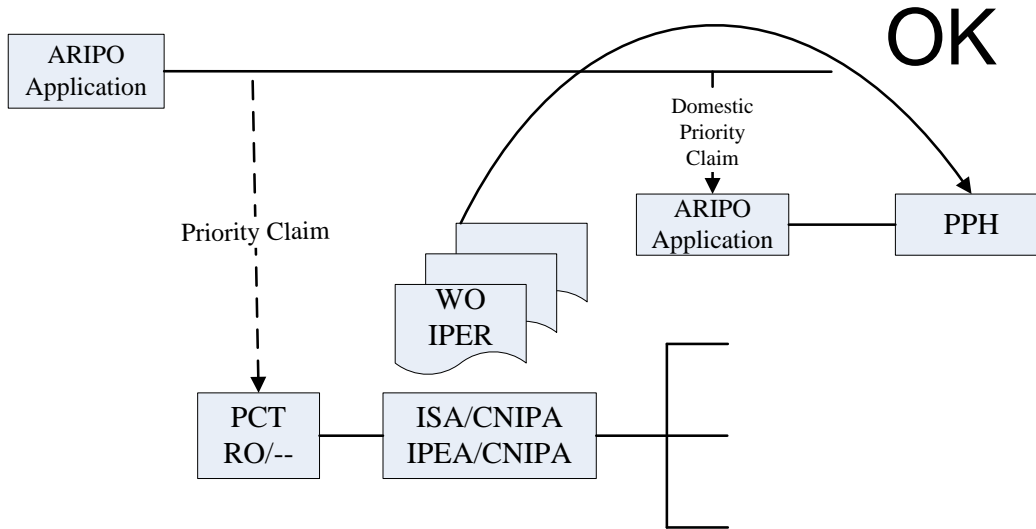 OK
ARIPO
Application
Domestic
Priority
Claim
Priority Claim
ARIPO
Application
PPH
WO
IPER
PCT
RO/--
ISA/CNIPA
IPEA/CNIPA